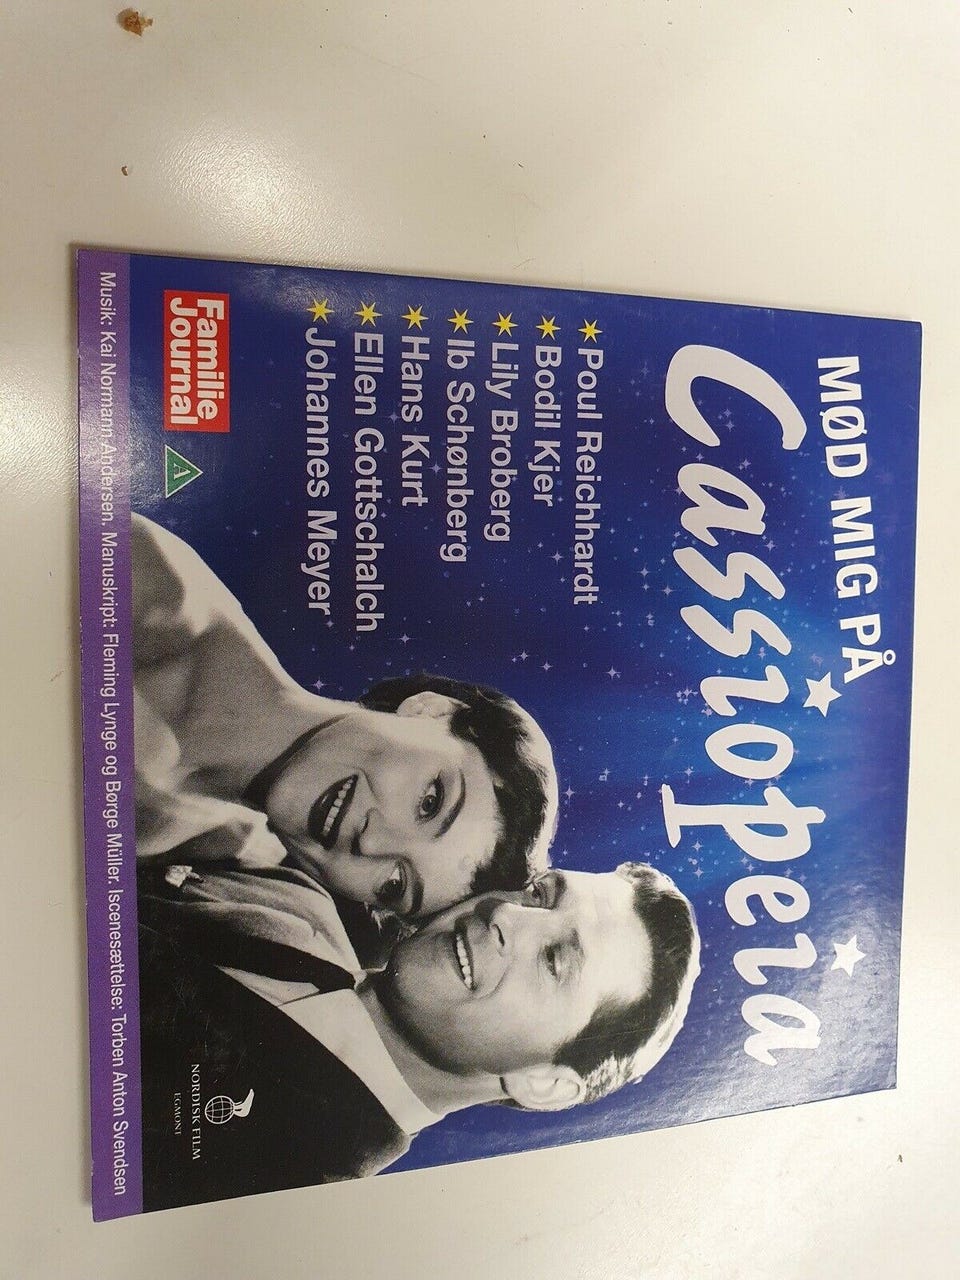 MØD MIG PÅ
Cassiopeia
Poul Reichhardt
Bodil Kjer
Lily Broberg
Ib Schønberg
Hans Kurt
Ellen Gottschalch
Johannes Meyer
Familie
Journal
A
NORDISK FILM
EGMONT
Musik: Kai Normann Andersen. Manuskript: Fleming Lynge og Børge Müller. Iscenesættelse: Torben Anton Svendsen